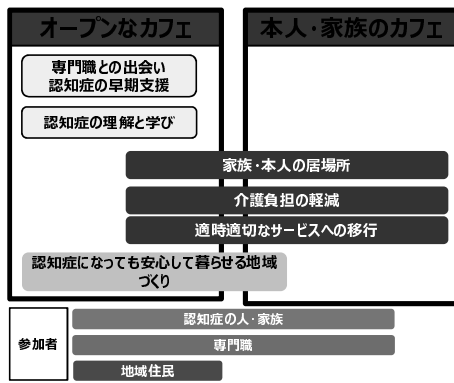 オープンなカフェ
本人・家族のカフェ
専門職との出会い
認知症の早期支援
認知症の理解と学び
家族・本人の居場所
介護負担の軽減
適時適切なサービスへの移行
認知症になっても安心して暮らせる地域
づくり
参加者
認知症の人・家族
専門職
地域住民